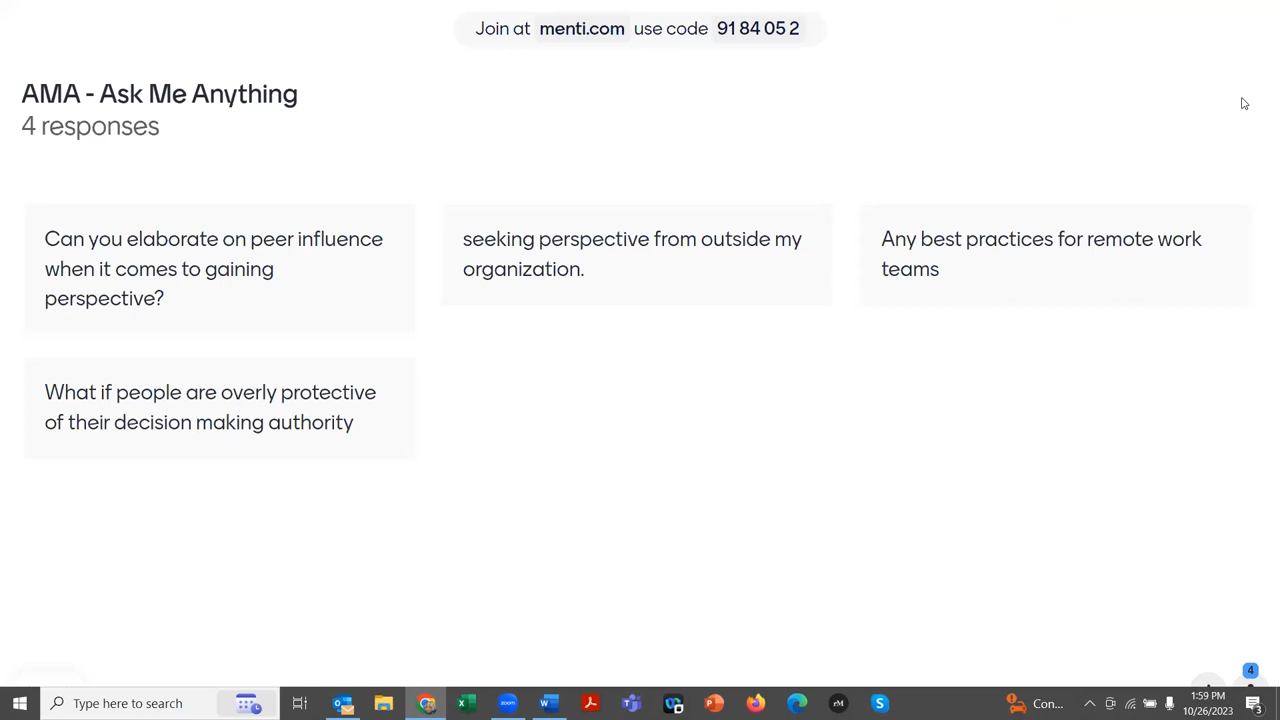 Join at menti.com use code 91 84 05 2
AMA - Ask Me Anything
4 responses
Can you elaborate on peer influence
when it comes to gaining
perspective?
seeking perspective from outside my
organization.
Any best practices for remote work
teams
What if people are overly protective
of their decision making authority
4
Type here to search
zoom
rM
Con...
1:59 PM
10/26/2023
3